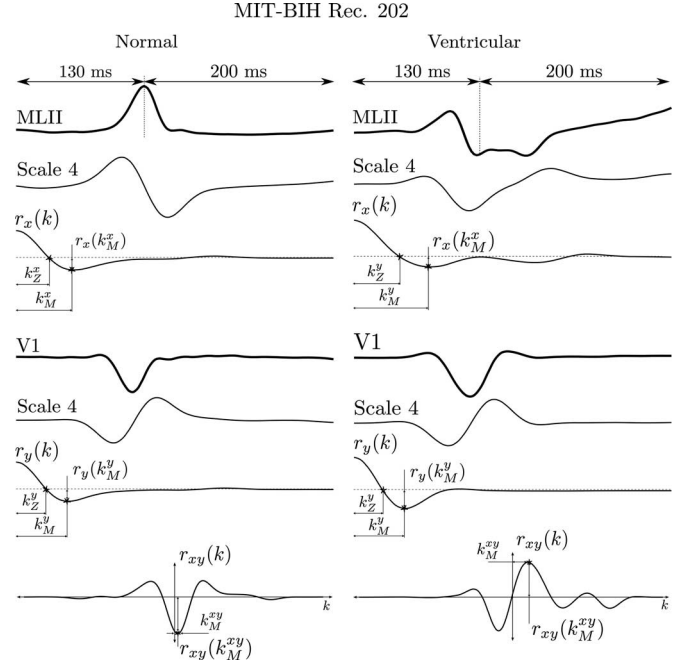 MIT-BIH Rec. 202
Normal
Ventricular
130 ms 200 ms
130 ms 200 ms
MLII
MLII
Scale 4
Scale 4
r_x(k)
r_x(k_M^x)
k_Z^x
k_M^x
r_x(k)
r_x(k_M^x)
k_Z^y
k_M^y
V1
V1
Scale 4
Scale 4
r_y(k)
r_y(k_M^y)
k_Z^y
k_M^y
r_y(k)
r_y(k_M^y)
k_Z^y
k_M^y
r_xy(k)
k_M^xy
r_xy(k_M^xy)
k
k_M^xy
r_xy(k)
r_xy(k_M^xy)
k